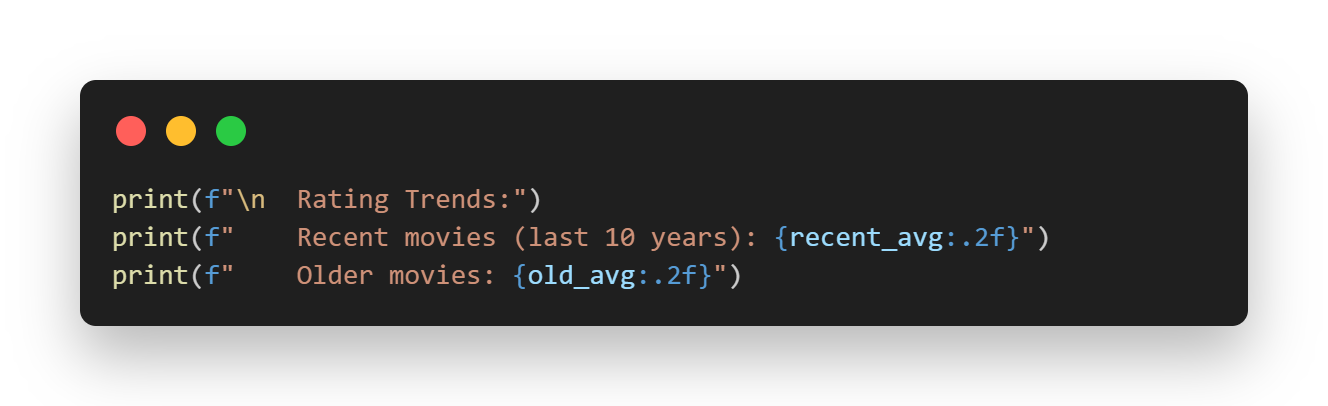 print(f"\n  Rating Trends:")
print(f"    Recent movies (last 10 years): {recent_avg:.2f}")
print(f"    Older movies: {old_avg:.2f}")